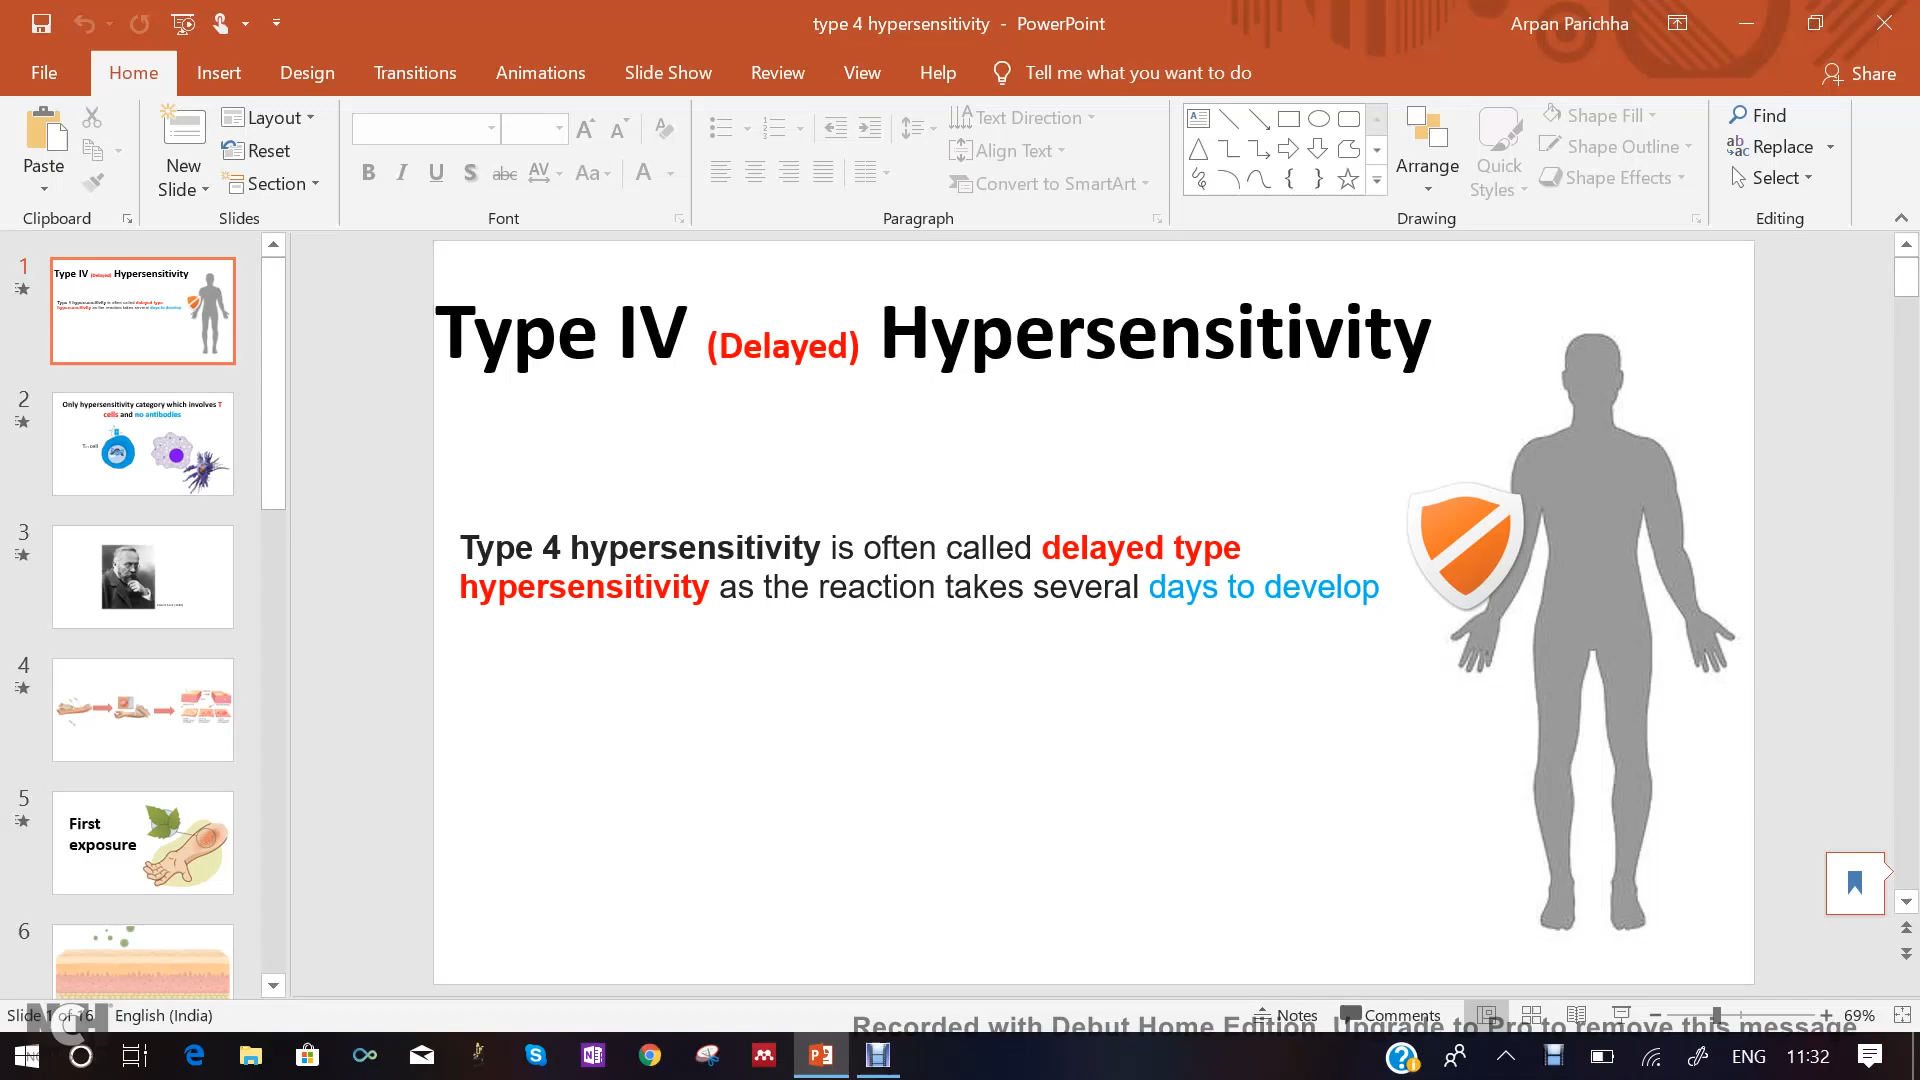 type 4 hypersensitivity - PowerPoint
Arpan Parichha
File Home Insert Design Transitions Animations Slide Show Review View Help Tell me what you want to do Share
Paste
Clipboard
New Slide
Layout
Reset
Section
Slides
Font
Text Direction
Align Text
Convert to SmartArt
Paragraph
Arrange
Quick Styles
Shape Fill
Shape Outline
Shape Effects
Drawing
Find
Replace
Select
Editing
1
Type IV (Delayed) Hypersensitivity
Type 4 hypersensitivity is often called delayed type
hypersensitivity as the reaction takes several days to develop
2
Only hypersensitivity category which involves T
cells and no antibodies
3
4
5
First
exposure
6
Type IV (Delayed) Hypersensitivity
Type 4 hypersensitivity is often called delayed type
hypersensitivity as the reaction takes several days to develop
Slide 1 of 16 English (India)
Notes Comments 69%
NCH
Recorded with Debut Home Edition. Upgrade to Pro to remove this message
ENG 11:32